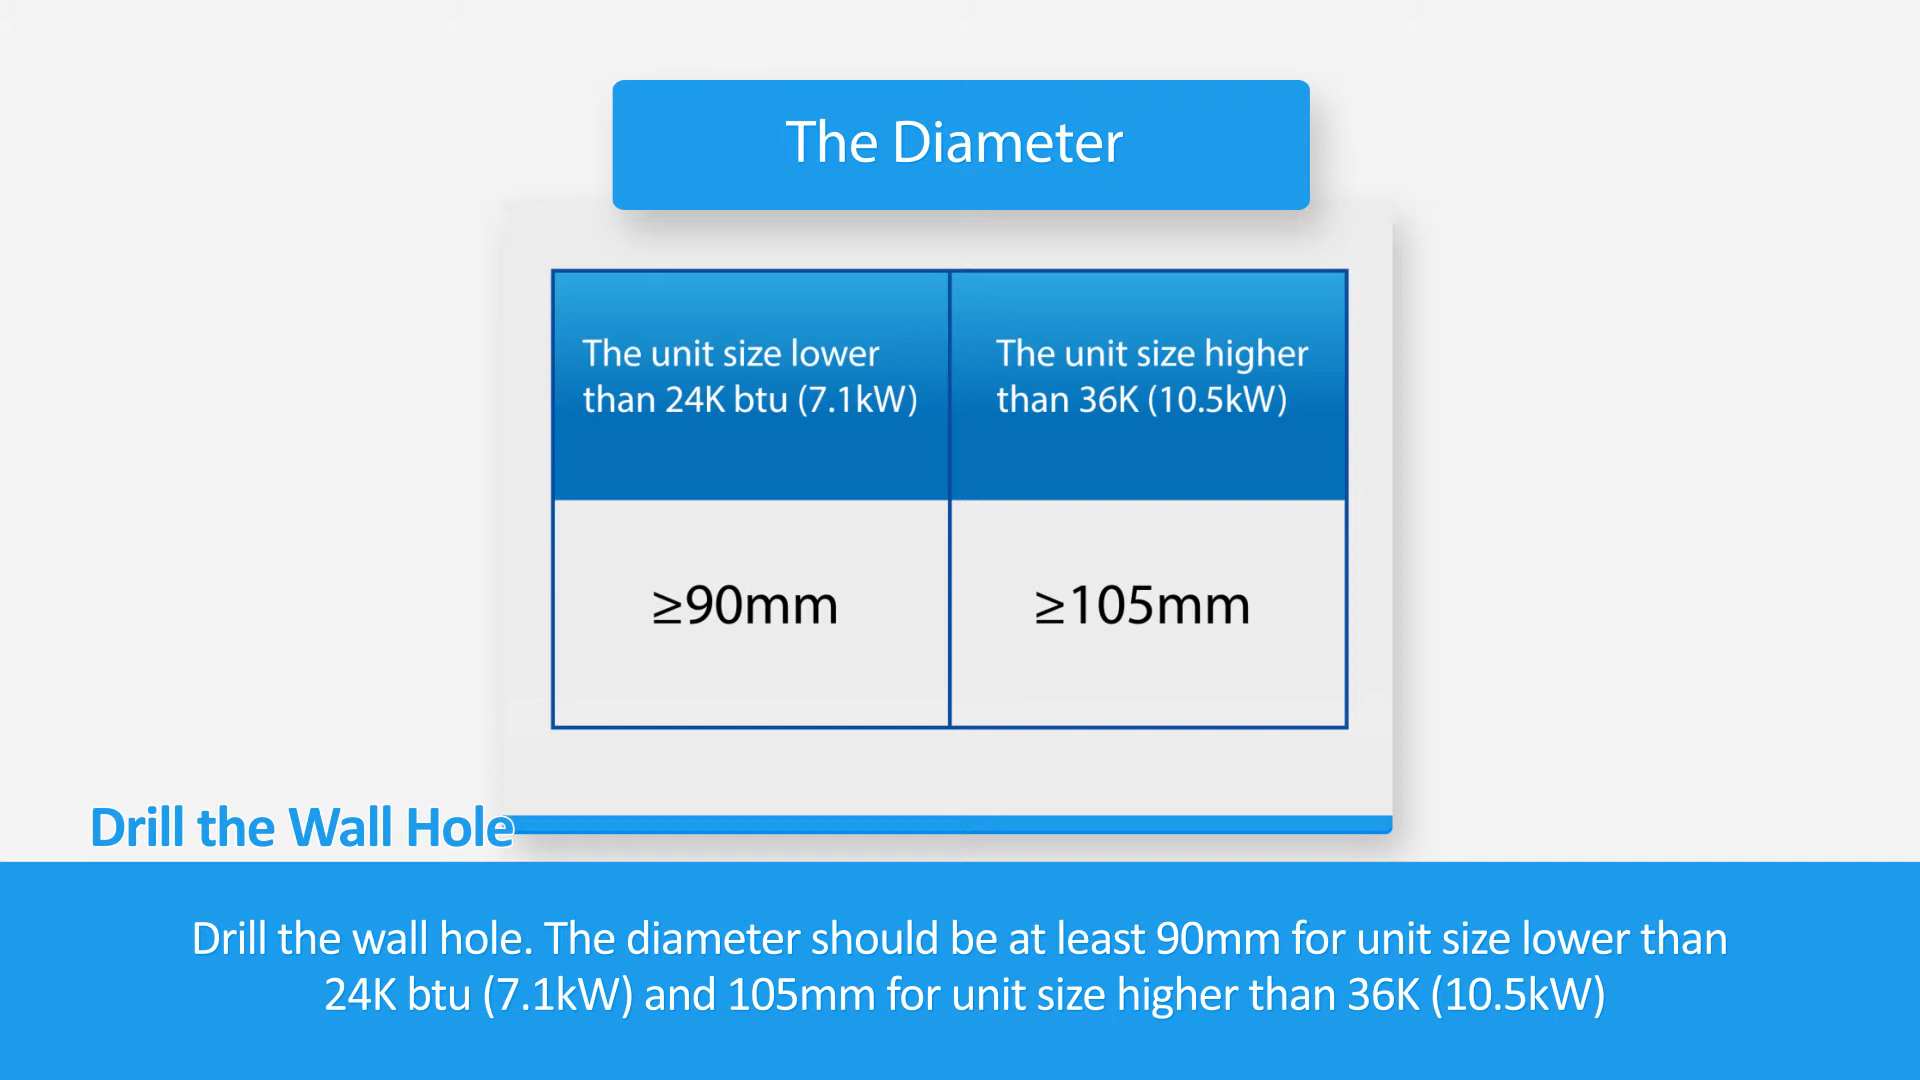 The Diameter
The unit size lower
than 24K btu (7.1kW)
The unit size higher
than 36K (10.5kW)
≥90mm
≥105mm
Drill the Wall Hole
Drill the wall hole. The diameter should be at least 90mm for unit size lower than
24K btu (7.1kW) and 105mm for unit size higher than 36K (10.5kW)